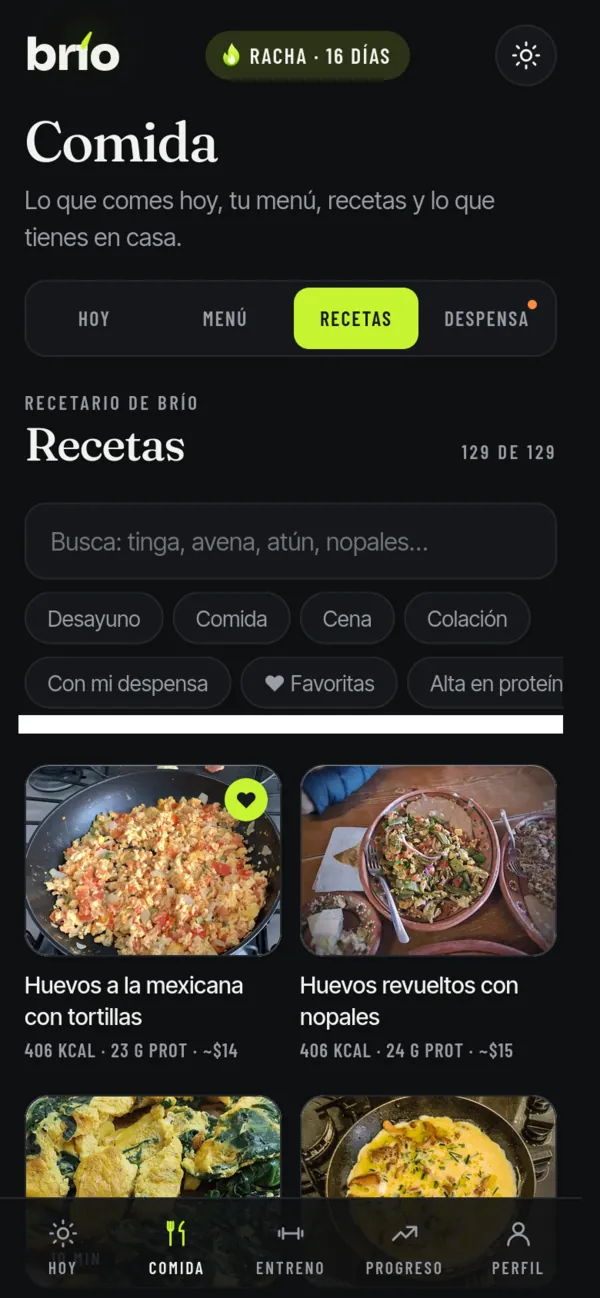 brío
RACHA · 16 DÍAS
Comida
Lo que comes hoy, tu menú, recetas y lo que
tienes en casa.
HOY
MENÚ
RECETAS
DESPENSA
RECETARIO DE BRÍO
Recetas
129 DE 129
Busca: tinga, avena, atún, nopales...
Desayuno
Comida
Cena
Colación
Con mi despensa
♥ Favoritas
Alta en proteín
Huevos a la mexicana
con tortillas
406 KCAL · 23 G PROT · ~$14
Huevos revueltos con
nopales
406 KCAL · 24 G PROT · ~$15
MIN
HOY
COMIDA
ENTRENO
PROGRESO
PERFIL